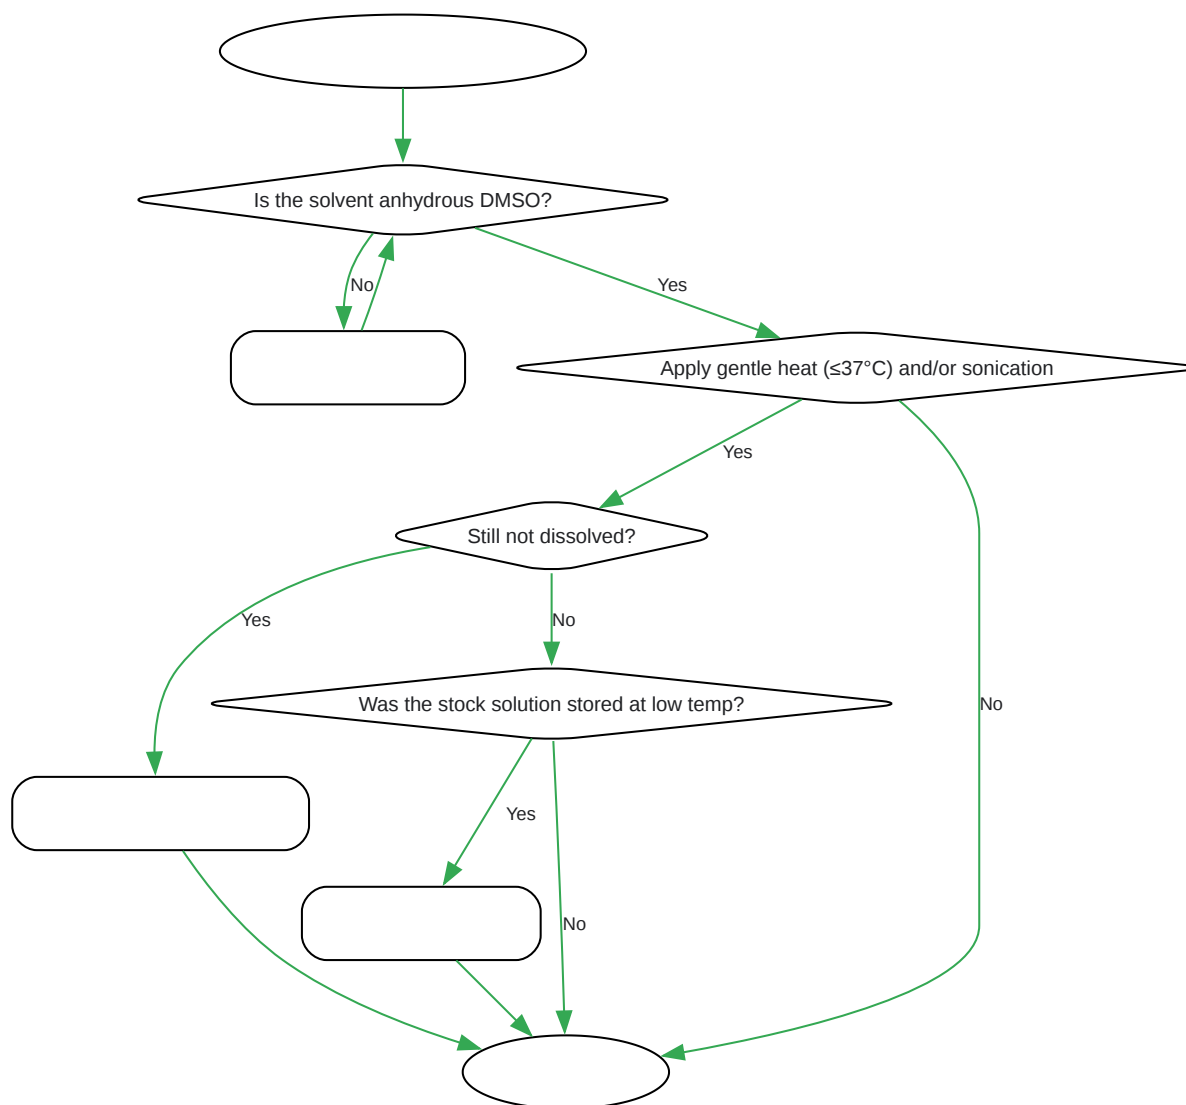 Is the solvent anhydrous DMSO?
No
Yes
Apply gentle heat (≤37°C) and/or sonication
Yes
Still not dissolved?
Yes
No
Was the stock solution stored at low temp?
No
Yes
No